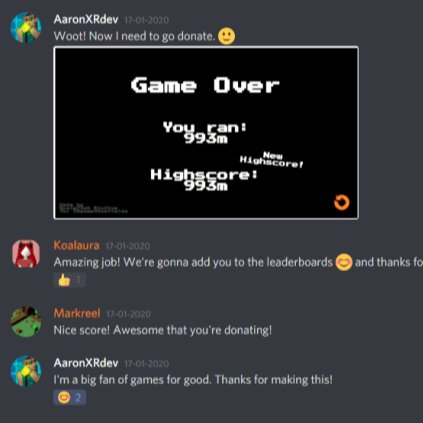 AaronXRdev 17-01-2020
Woot! Now I need to go donate.
Game Over
You ran:
993m
New
Highscore!
Highscore:
993m
Koalaura 17-01-2020
Amazing job! We're gonna add you to the leaderboards and thanks fo
1
Markreel 17-01-2020
Nice score! Awesome that you're donating!
AaronXRdev 17-01-2020
I'm a big fan of games for good. Thanks for making this!
2